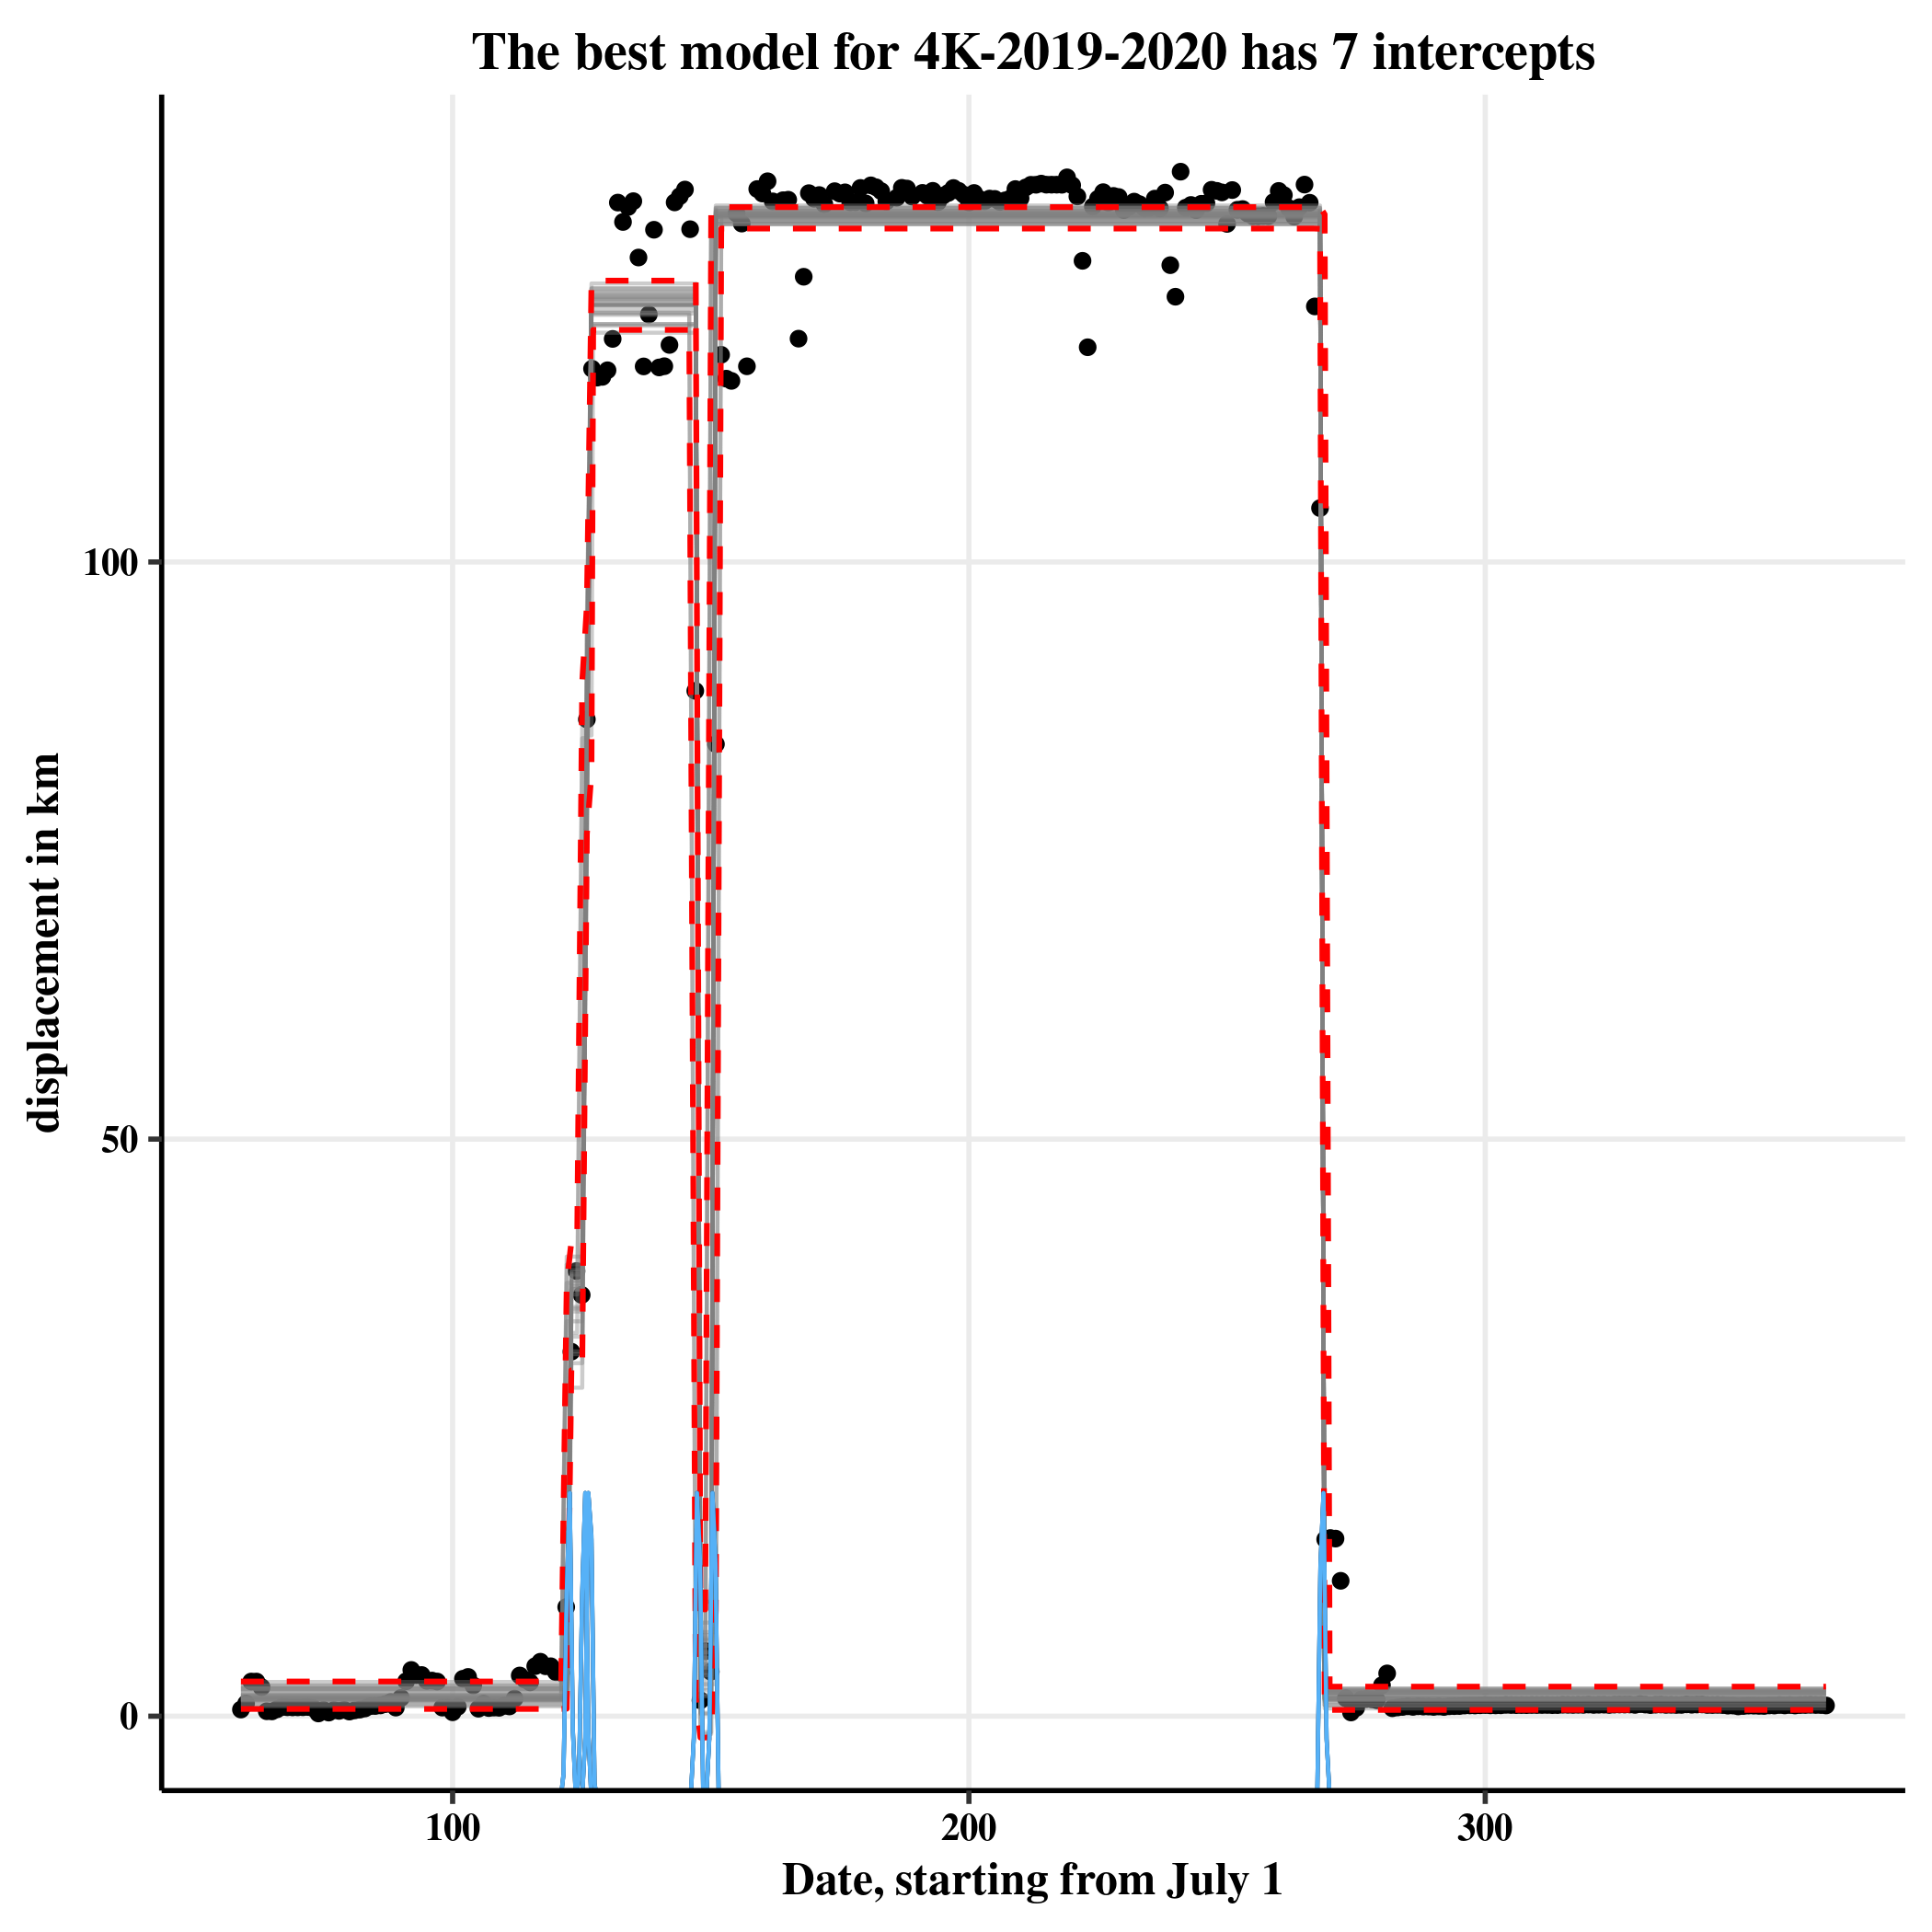 The best model for 4K-2019-2020 has 7 intercepts
displacement in km
100
50
0
100
200
300
Date, starting from July 1